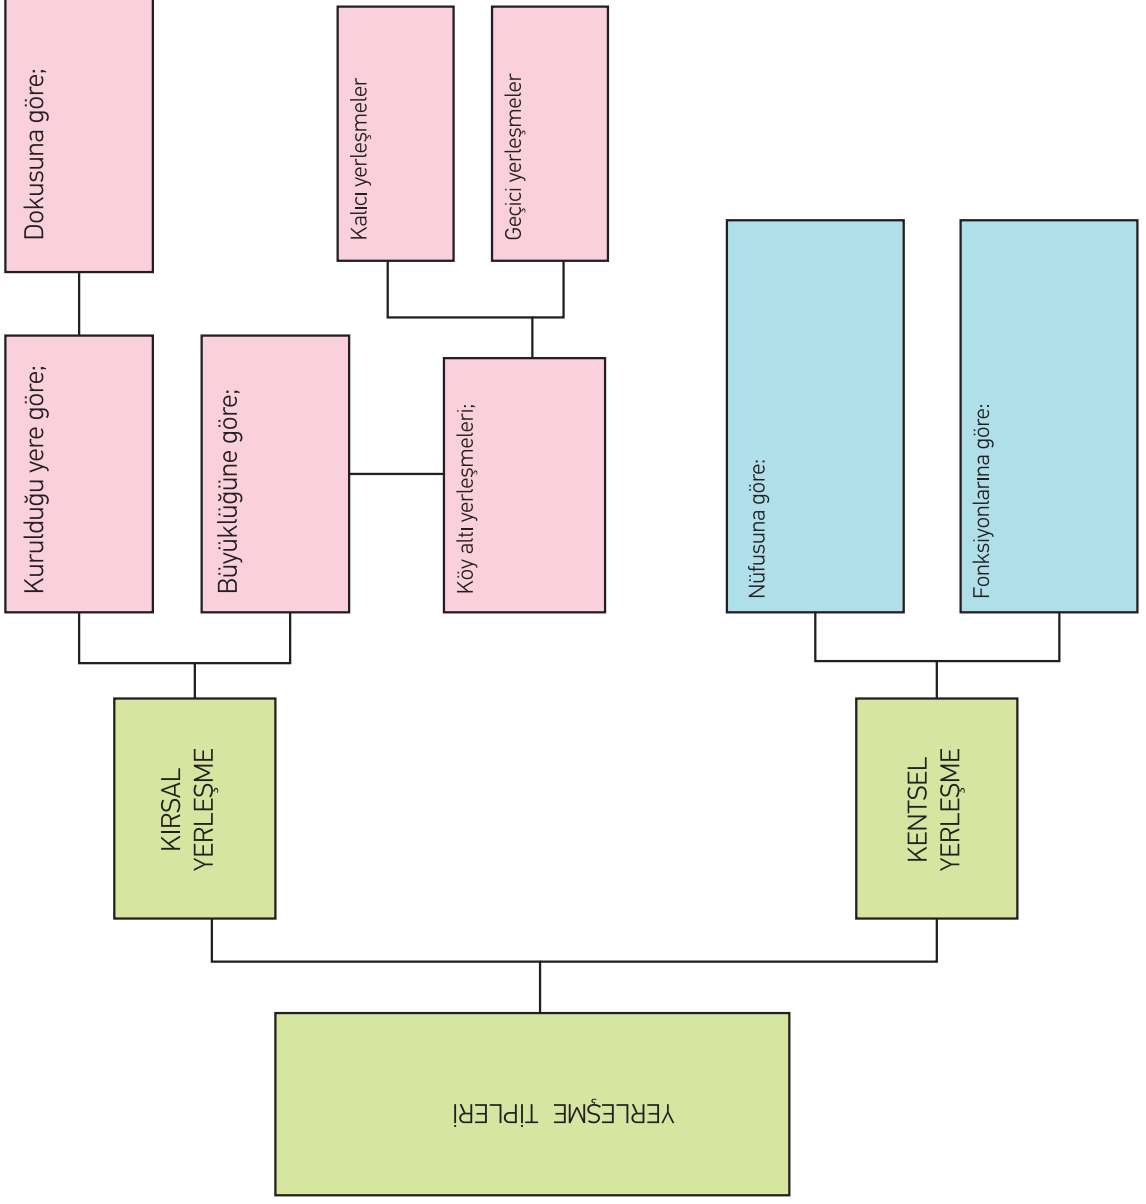 YERLEŞME TİPLERİ
KIRSAL
YERLEŞME
Kurulduğu yere göre;
Dokusuna göre;
Büyüklüğüne göre;
Köy altı yerleşmeleri;
Kalıcı yerleşmeler
Geçici yerleşmeler
KENTSEL
YERLEŞME
Nüfusuna göre:
Fonksiyonlarına göre: